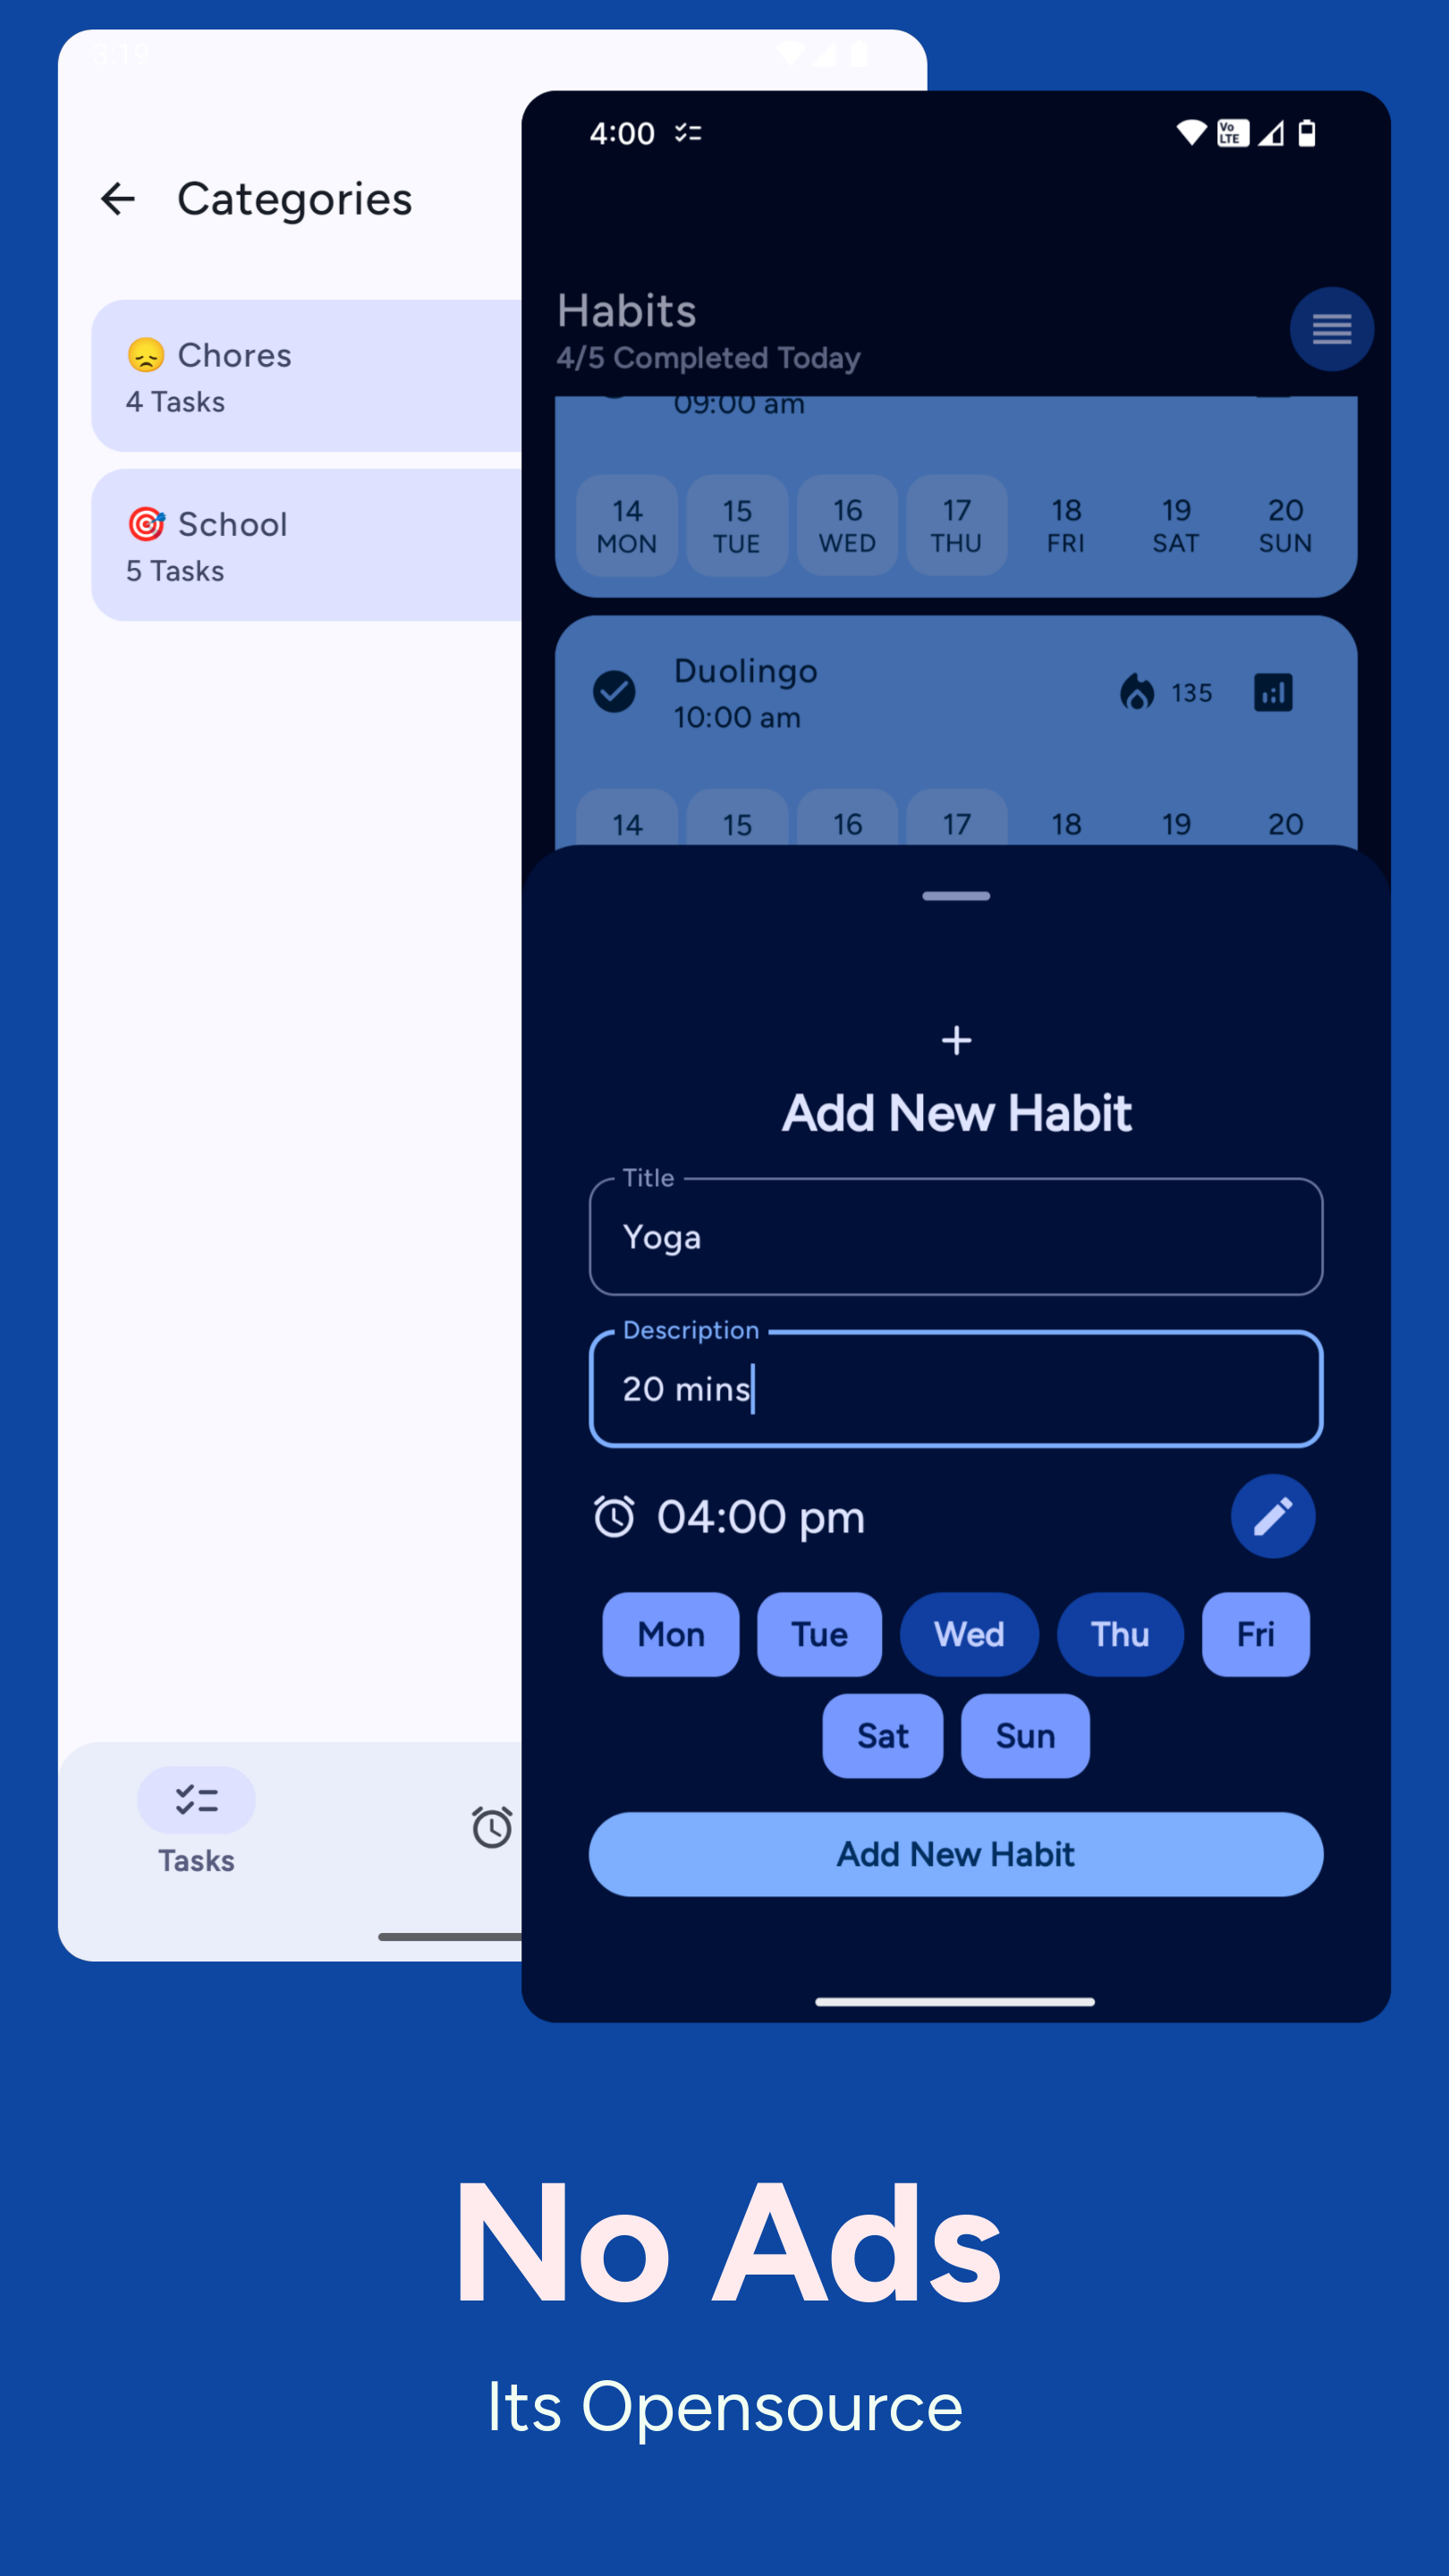 3:19
Categories
😞 Chores
4 Tasks
🎯 School
5 Tasks
Tasks
4:00
Vo LTE
Habits
4/5 Completed Today
09:00 am
14 15 16 17 18 19 20
MON TUE WED THU FRI SAT SUN
Duolingo
135
10:00 am
14 15 16 17 18 19 20
Add New Habit
Title
Yoga
Description
20 mins
04:00 pm
Mon Tue Wed Thu Fri
Sat Sun
Add New Habit
No Ads
Its Opensource